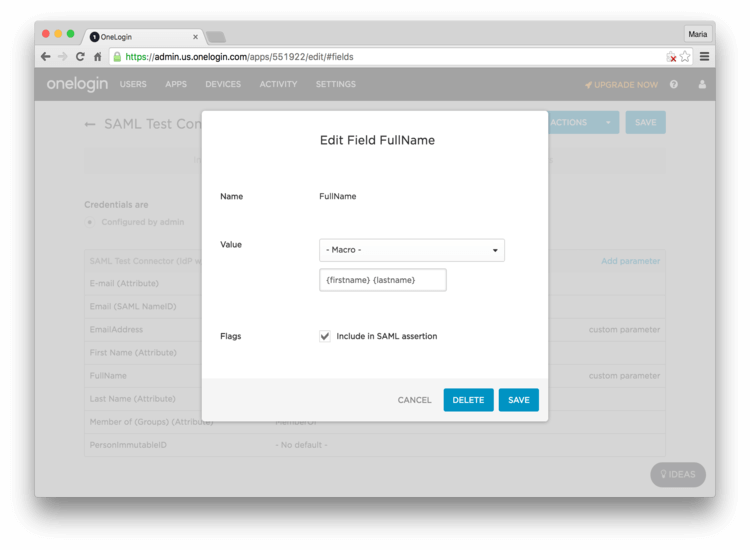 OneLogin
Maria
https://admin.us.onelogin.com/apps/551922/edit/#fields
onelogin USERS APPS DEVICES ACTIVITY SETTINGS UPGRADE NOW
← SAML Test Con ACTIONS SAVE
Edit Field FullName
Credentials are
• Configured by admin
Name FullName
Value - Macro -
{firstname} {lastname}
SAML Test Connector (IdP w Add parameter
E-mail (Attribute)
Email (SAML NameID)
EmailAddress custom parameter
Flags Include in SAML assertion
First Name (Attribute)
FullName custom parameter
Last Name (Attribute)
CANCEL DELETE SAVE
Member of (Groups) (Attribute) MemberOf
PersonImmutableID - No default -
IDEAS